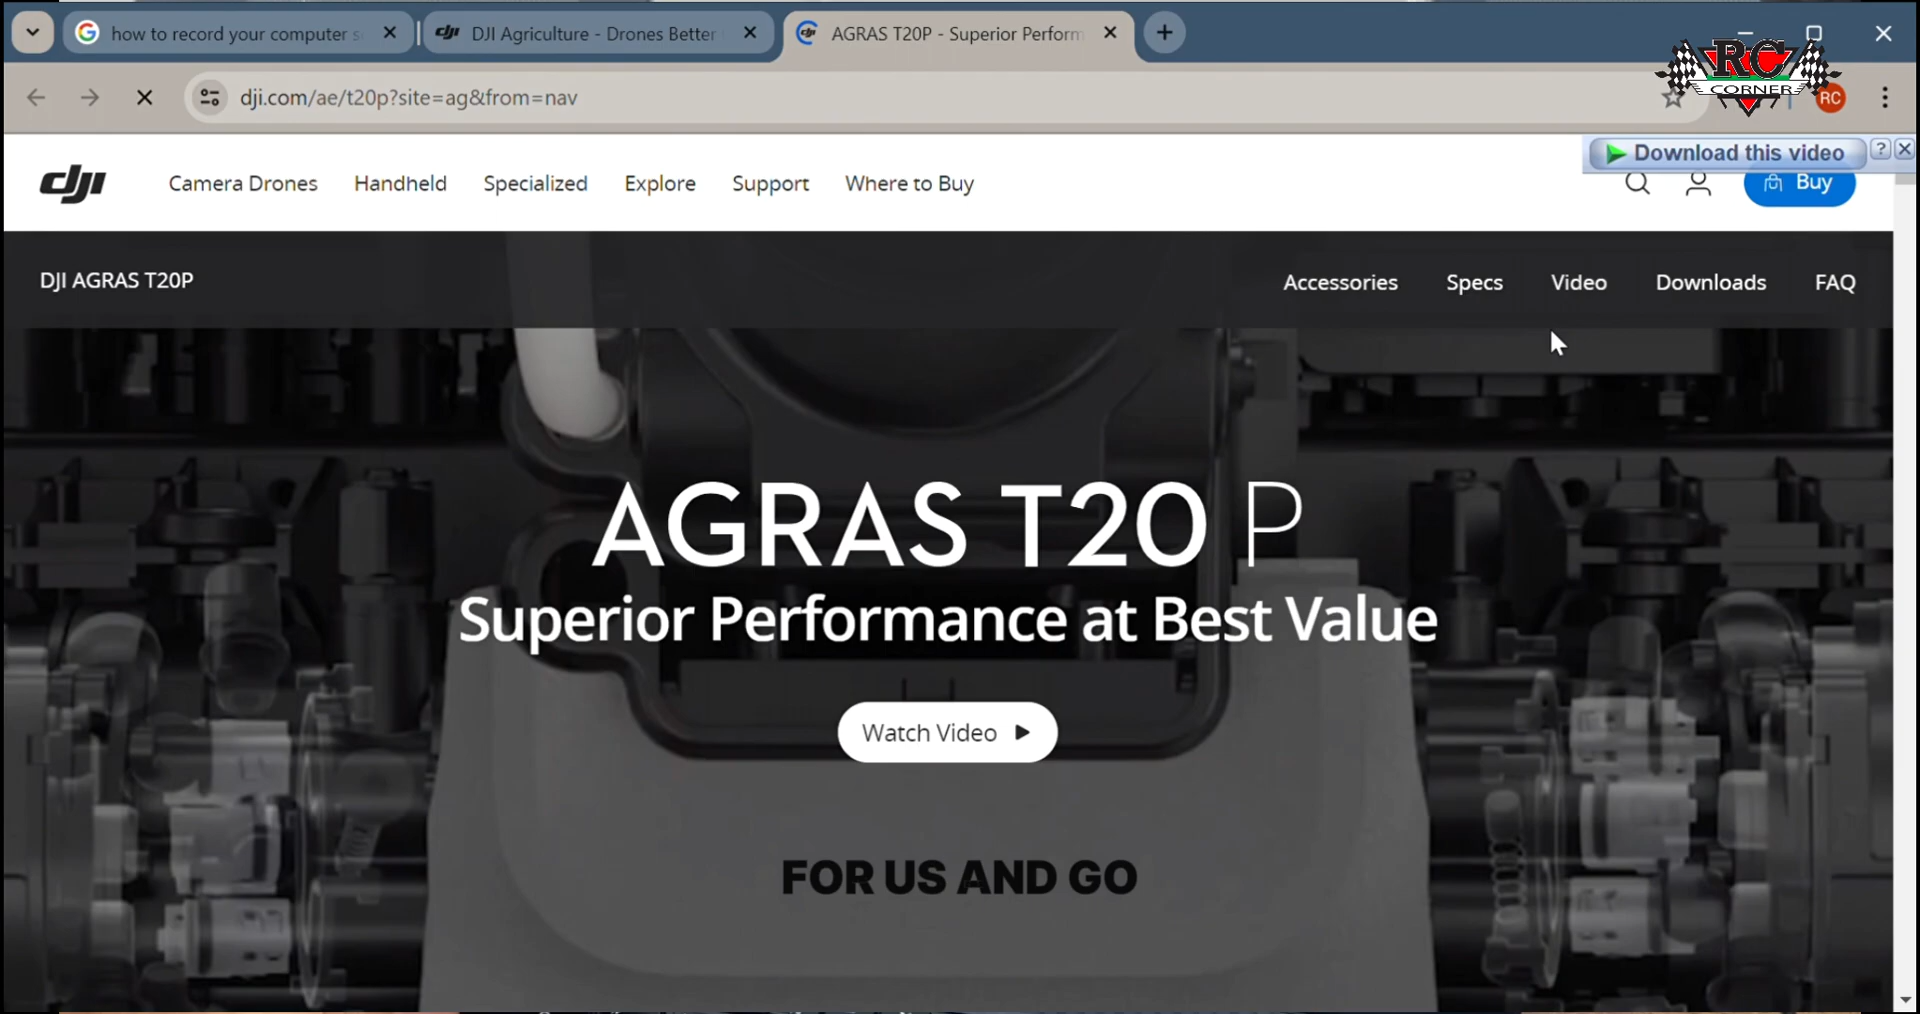 how to record your computer s
DJI Agriculture - Drones Better
AGRAS T20P - Superior Perform
dji.com/ae/t20p?site=ag&from=nav
RC
CORNER
RC
Download this video
?
dji
Camera Drones
Handheld
Specialized
Explore
Support
Where to Buy
Buy
DJI AGRAS T20P
Accessories
Specs
Video
Downloads
FAQ
AGRAS T20 P
Superior Performance at Best Value
Watch Video
FOR US AND GO